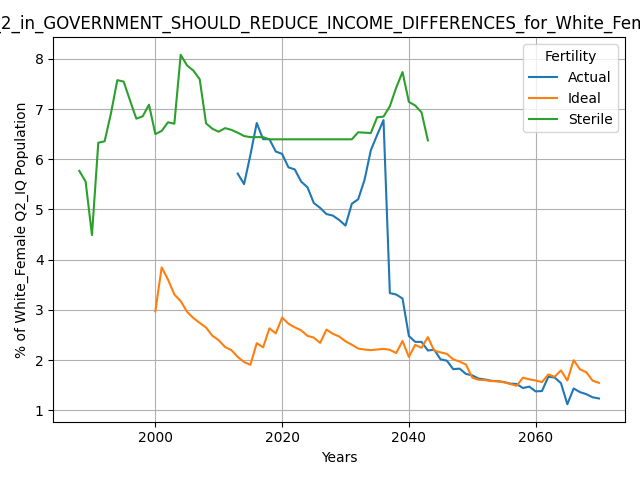 2_in_GOVERNMENT_SHOULD_REDUCE_INCOME_DIFFERENCES_for_White_Fem
Fertility
Actual
Ideal
Sterile
% of White_Female Q2_IQ Population
8
7
6
5
4
3
2
1
2000 2020 2040 2060
Years